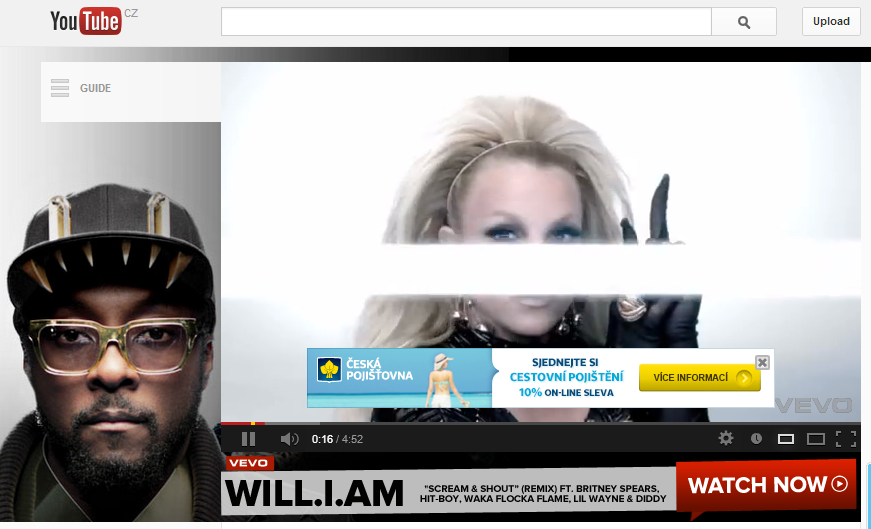 YouTube CZ
Upload
GUIDE
ČESKÁ
POJIŠŤOVNA
SJEDNEJTE SI
CESTOVNÍ POJIŠTĚNÍ
10% ON-LINE SLEVA
VÍCE INFORMACÍ
vevo
0:16 / 4:52
vevo
WILL.I.AM
"SCREAM & SHOUT" (REMIX) FT. BRITNEY SPEARS,
HIT-BOY, WAKA FLOCKA FLAME, LIL WAYNE & DIDDY
WATCH NOW